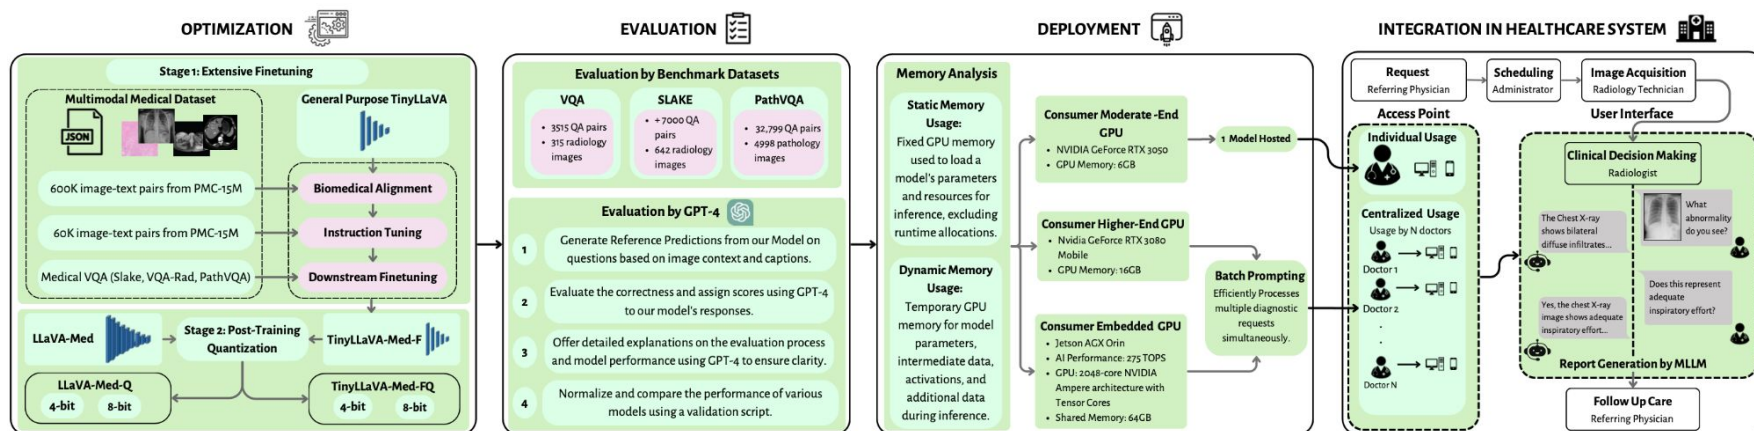 OPTIMIZATION
Stage 1: Extensive Finetuning
Multimodal Medical Dataset
JSON
General Purpose TinyLLaVA
600K image-text pairs from PMC-15M
Biomedical Alignment
60K image-text pairs from PMC-15M
Instruction Tuning
Medical VQA (Slake, VQA-Rad, PathVQA)
Downstream Finetuning
LLaVA-Med
Stage 2: Post-Training
Quantization
TinyLLaVA-Med-F
LLaVA-Med-Q
4-bit
8-bit
TinyLLaVA-Med-FQ
4-bit
8-bit
EVALUATION
Evaluation by Benchmark Datasets
VQA
• 3515 QA pairs
• 315 radiology
images
SLAKE
• +7000 QA
pairs
• 642 radiology
images
PathVQA
• 32,799 QA pairs
• 4998 pathology
images
Evaluation by GPT-4
1
Generate Reference Predictions from our Model on
questions based on image context and captions.
2
Evaluate the correctness and assign scores using GPT-4
to our model's responses.
3
Offer detailed explanations on the evaluation process
and model performance using GPT-4 to ensure clarity.
4
Normalize and compare the performance of various
models using a validation script.
DEPLOYMENT
Memory Analysis
Static Memory
Usage:
Fixed GPU memory
used to load a
model's parameters
and resources for
inference, excluding
runtime allocations.
Dynamic Memory
Usage:
Temporary GPU
memory for model
parameters,
intermediate data,
activations, and
additional data
during inference.
Consumer Moderate -End
GPU
• NVIDIA GeForce RTX 3050
• GPU Memory: 6GB
1 Model Hosted
Consumer Higher-End GPU
• Nvidia GeForce RTX 3080
Mobile
• GPU Memory: 16GB
Consumer Embedded GPU
• Jetson AGX Orin
• AI Performance: 275 TOPS
• GPU: 2048-core NVIDIA
Ampere architecture with
Tensor Cores
• Shared Memory: 64GB
Batch Prompting
Efficiently Processes
multiple diagnostic
requests
simultaneously.
INTEGRATION IN HEALTHCARE SYSTEM
Request
Referring Physician
Scheduling
Administrator
Image Acquisition
Radiology Technician
Access Point
Individual Usage
Centralized Usage
Usage by N doctors
Doctor 1
Doctor 2
Doctor N
User Interface
Clinical Decision Making
Radiologist
What
abnormality
do you see?
The Chest X-ray
shows bilateral
diffuse infiltrates...
Does this represent
adequate
inspiratory effort?
Yes, the chest X-ray
image shows adequate
inspiratory effort...
Report Generation by MLLM
Follow Up Care
Referring Physician